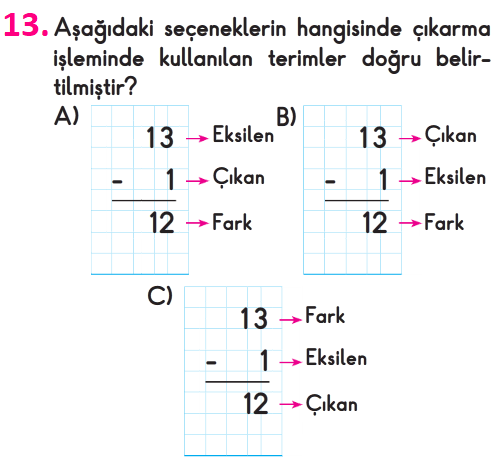 13. Aşağıdaki seçeneklerin hangisinde çıkarma
işleminde kullanılan terimler doğru belir-
tilmiştir?
A) 13 → Eksilen
- 1 → Çıkan
12 → Fark
B) 13 → Çıkan
- 1 → Eksilen
12 → Fark
C) 13 → Fark
- 1 → Eksilen
12 → Çıkan